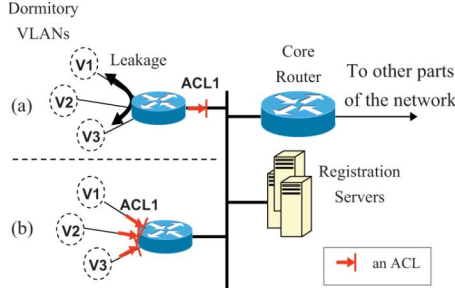 Dormitory
VLANs
V1
Leakage
ACL1
Core
Router
To other parts
of the network
(a)
V2
V3
V1
ACL1
Registration
Servers
(b)
V2
V3
an ACL